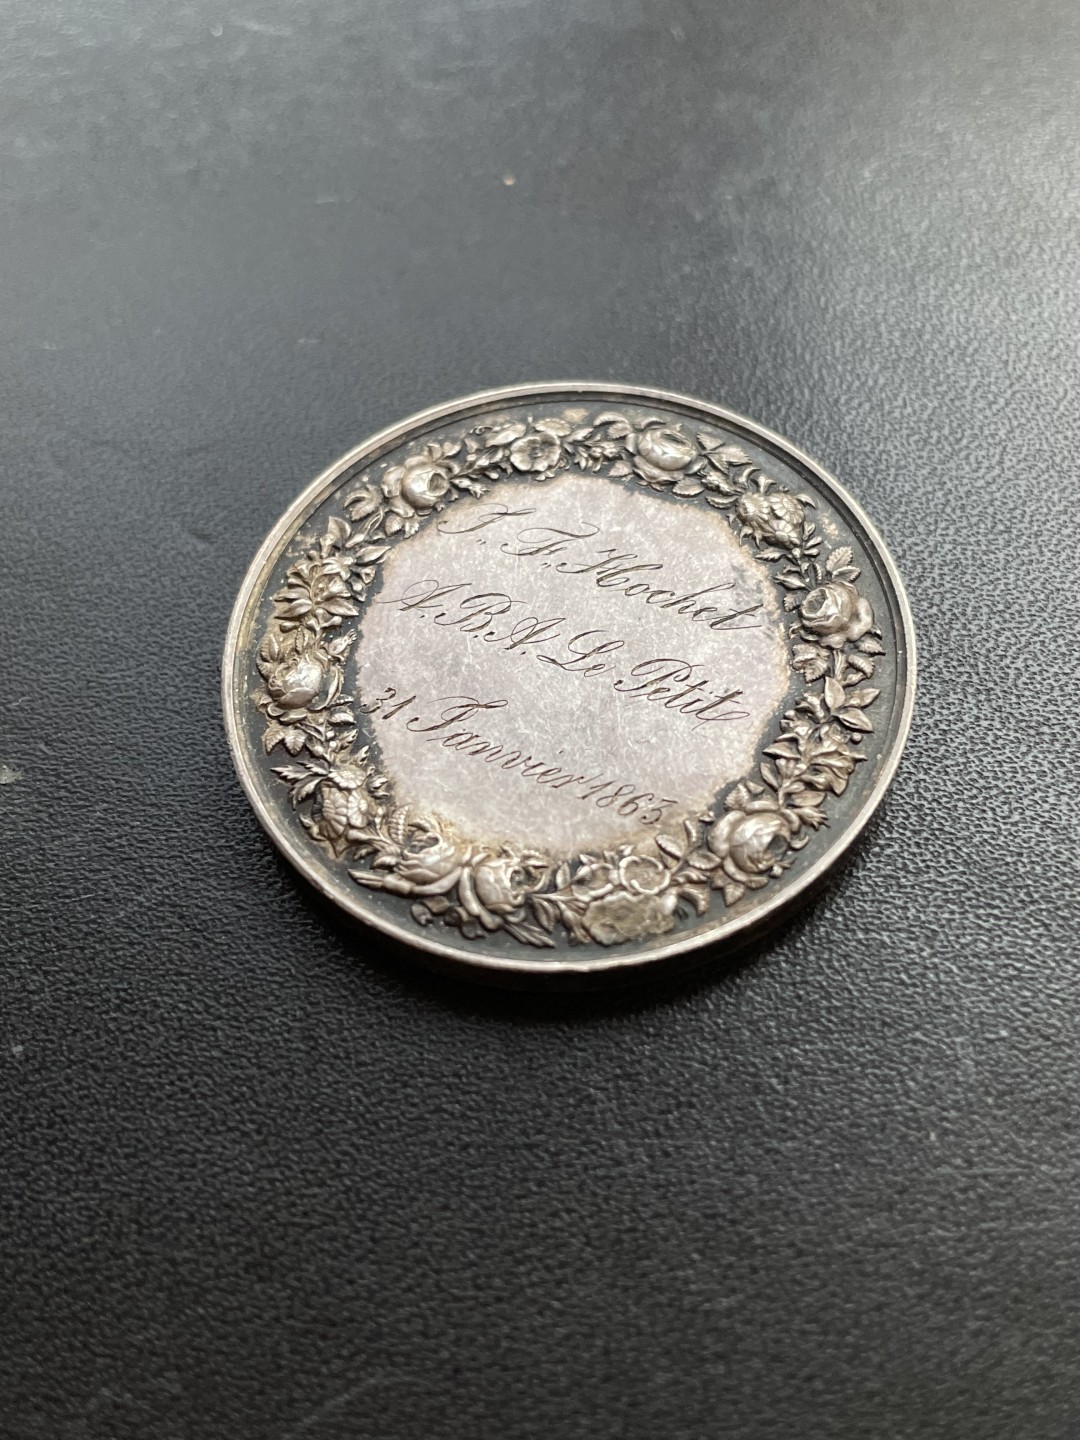 J. F. Hochet
A. B. A. Le Petit
31 Janvier 1863